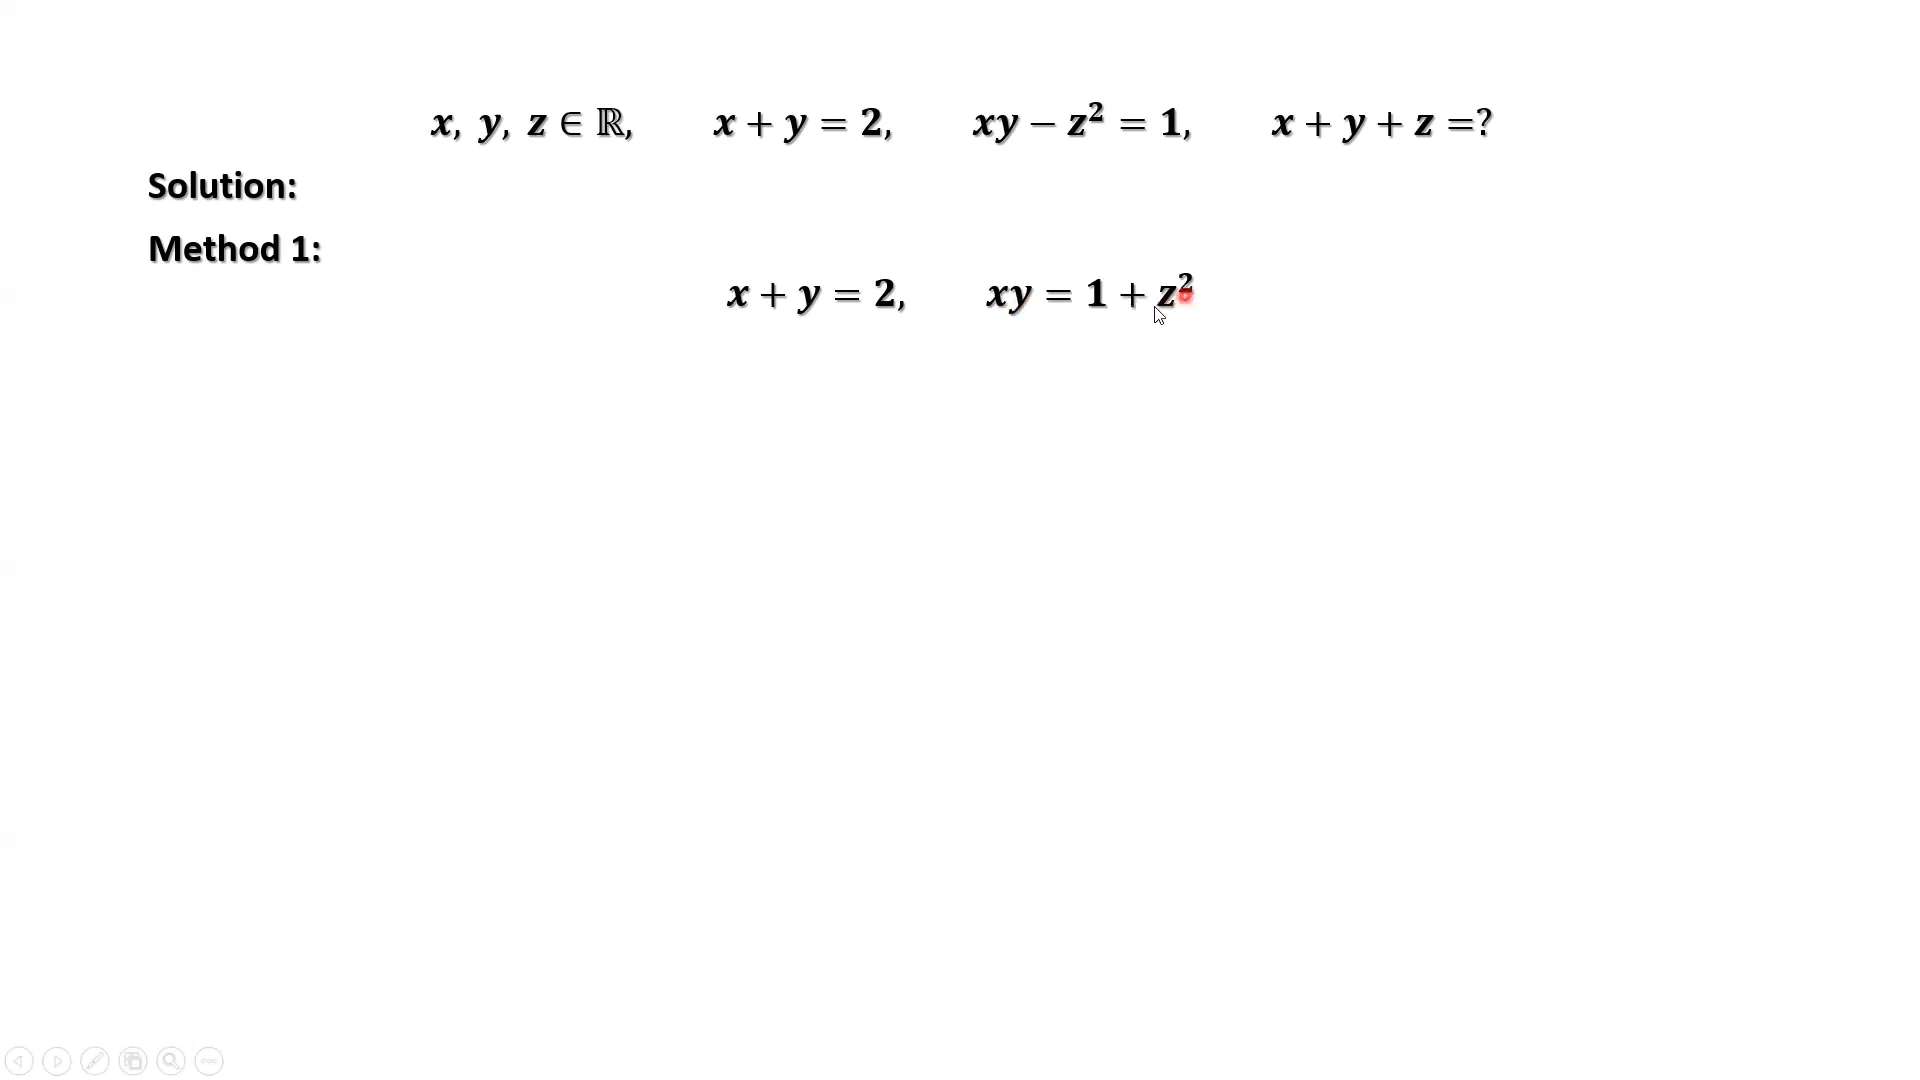 x, y, z ∈ ℝ, x + y = 2, xy − z² = 1, x + y + z =?
Solution:
Method 1:
x + y = 2, xy = 1 + z²